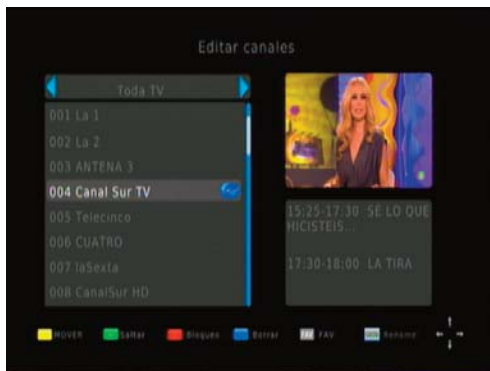 Editar canales
Toda TV
001 La 1
002 La 2
003 ANTENA 3
004 Canal Sur TV
005 Telecinco
006 CUATRO
007 laSexta
008 CanalSur HD
15:25-17:30 SE LO QUE
HICISTEIS...
17:30-18:00 LA TIRA
MOVER Saltar Bloqueo Borrar FAV Rename